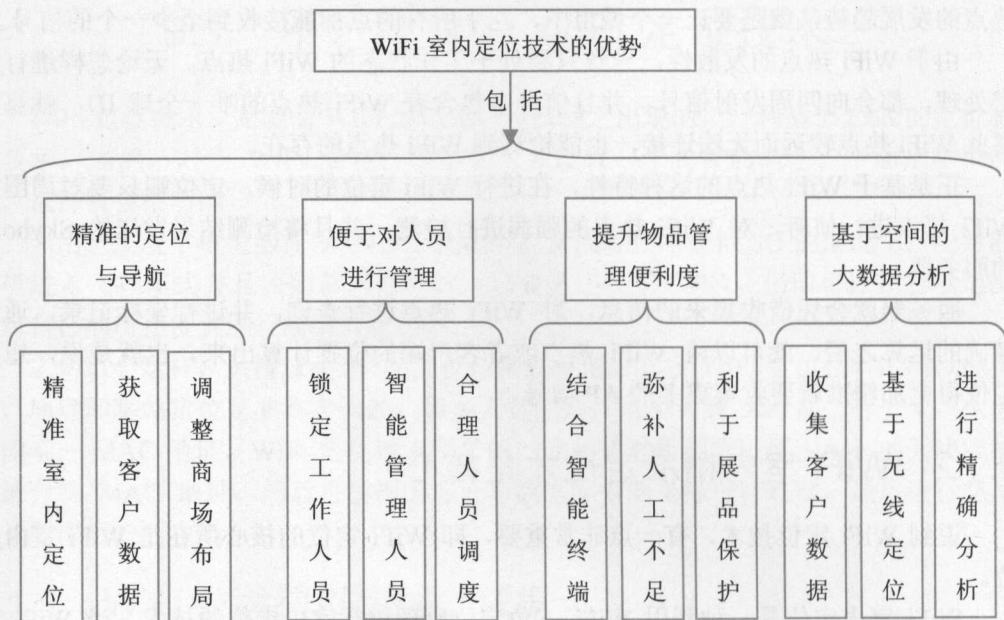 WiFi 室内定位技术的优势
包 括
精准的定位
与导航
便于对人员
进行管理
提升物品管
理便利度
基于空间的
大数据分析
精准室内定位
获取客户数据
调整商场布局
锁定工作人员
智能管理人员
合理人员调度
结合智能终端
弥补人工不足
利于展品保护
收集客户数据
基于无线定位
进行精确分析